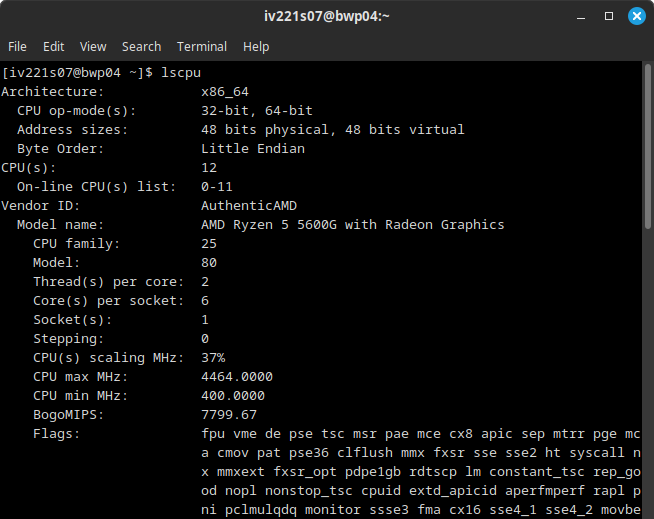 iv221s07@bwp04:~
File Edit View Search Terminal Help
[iv221s07@bwp04 ~]$ lscpu
Architecture: x86_64
CPU op-mode(s): 32-bit, 64-bit
Address sizes: 48 bits physical, 48 bits virtual
Byte Order: Little Endian
CPU(s): 12
On-line CPU(s) list: 0-11
Vendor ID: AuthenticAMD
Model name: AMD Ryzen 5 5600G with Radeon Graphics
CPU family: 25
Model: 80
Thread(s) per core: 2
Core(s) per socket: 6
Socket(s): 1
Stepping: 0
CPU(s) scaling MHz: 37%
CPU max MHz: 4464.0000
CPU min MHz: 400.0000
BogoMIPS: 7799.67
Flags: fpu vme de pse tsc msr pae mce cx8 apic sep mtrr pge mc
a cmov pat pse36 clflush mmx fxsr sse sse2 ht syscall n
x mmxext fxsr_opt pdpe1gb rdtscp lm constant_tsc rep_go
od nopl nonstop_tsc cpuid extd_apicid aperfmperf rapl p
ni pclmulqdq monitor ssse3 fma cx16 sse4_1 sse4_2 movbe